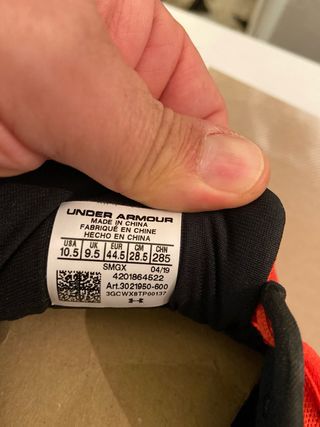 UNDER ARMOUR
MADE IN CHINA
FABRIQUÉ EN CHINE
HECHO EN CHINA
USA UK EUR CM CHN
10.5 9.5 44.5 28.5 285
SMGX 04/19
4201864522
Art.3021950-600
3GCWX8TP00137